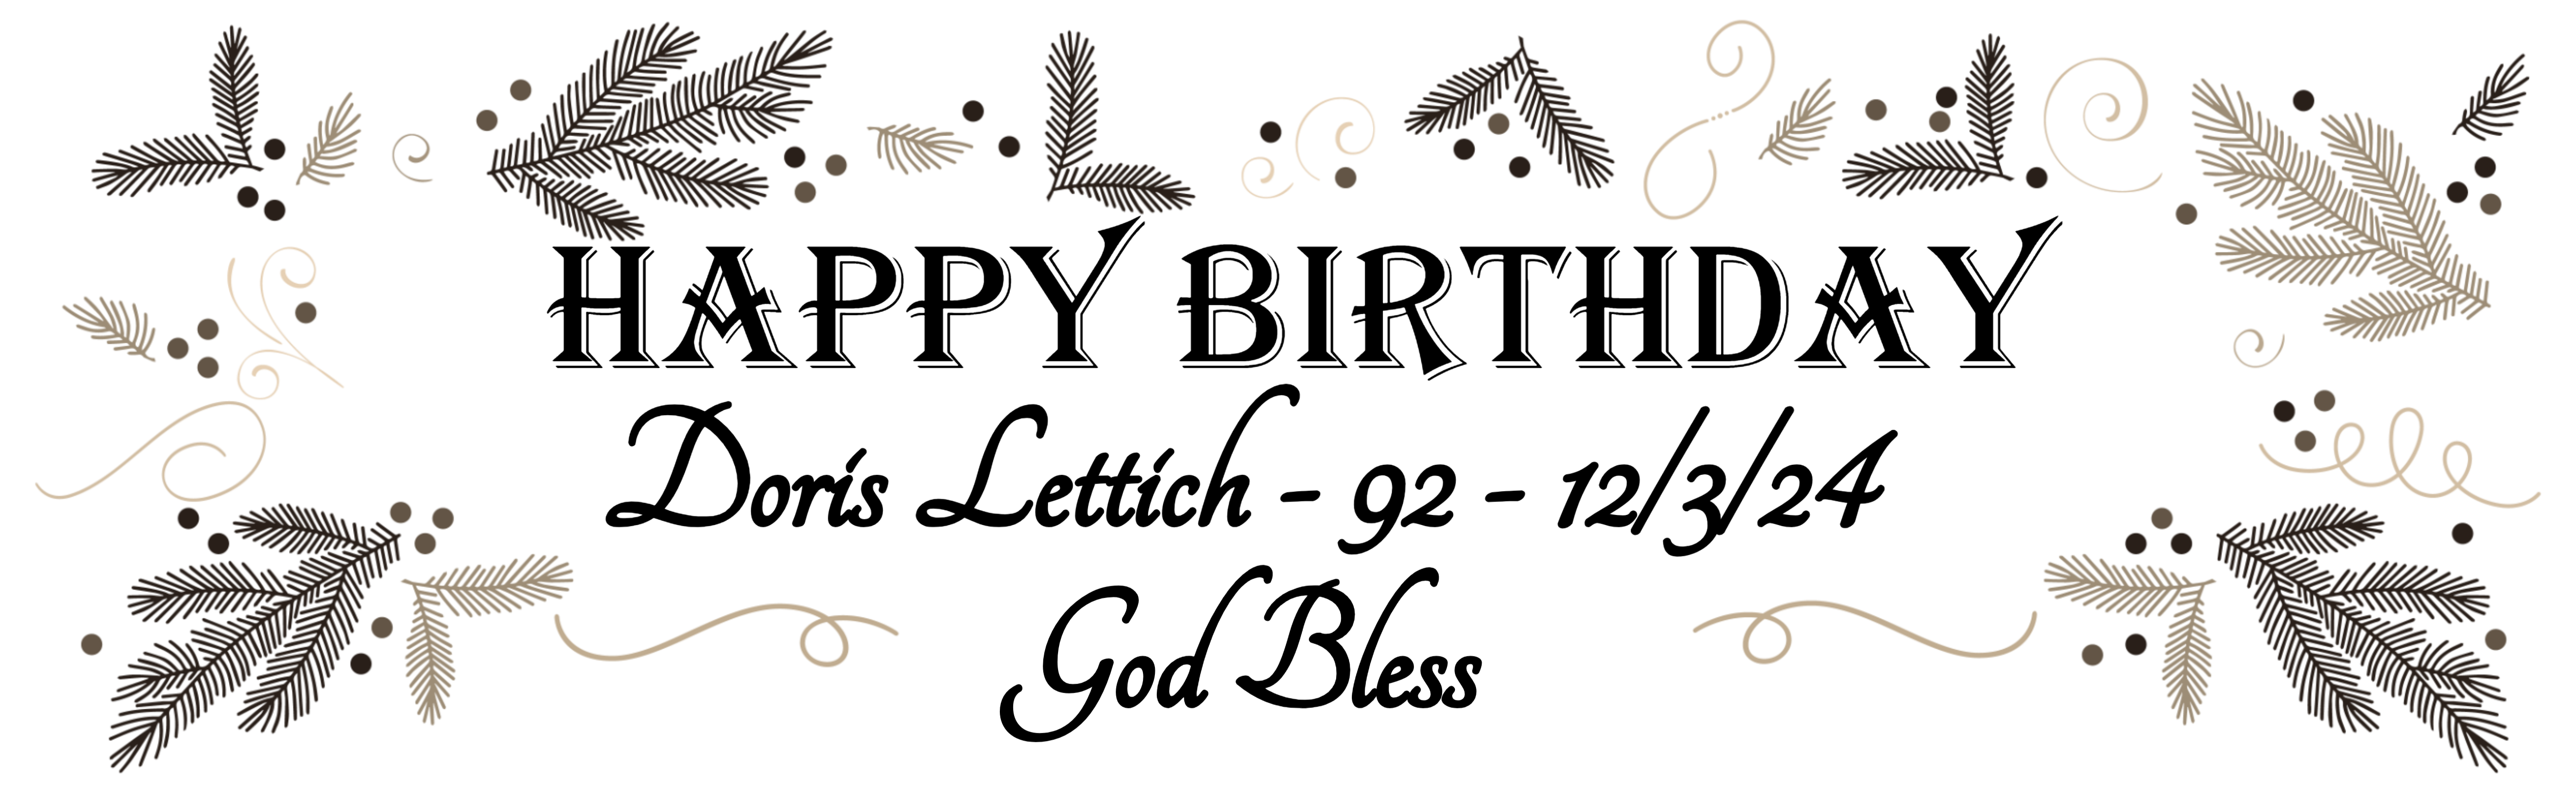 HAPPY BIRTHDAY
Doris Lettich - 92 - 12/3/24
God Bless